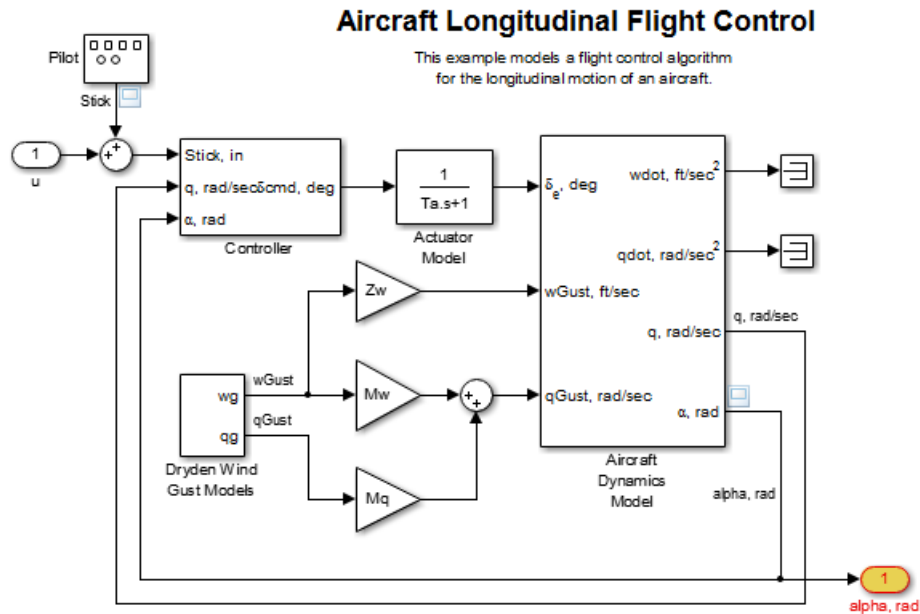 Aircraft Longitudinal Flight Control
This example models a flight control algorithm
for the longitudinal motion of an aircraft.
Pilot
Stick
1
u
Stick, in
q, rad/secδcmd, deg
α, rad
Controller
1
Ta.s+1
Actuator
Model
δe, deg
wdot, ft/sec2
qdot, rad/sec2
wGust, ft/sec
q, rad/sec
qGust, rad/sec
α, rad
Aircraft
Dynamics
Model
q, rad/sec
Zw
Mw
Mq
wg
qg
wGust
qGust
Dryden Wind
Gust Models
alpha, rad
1
alpha, rad